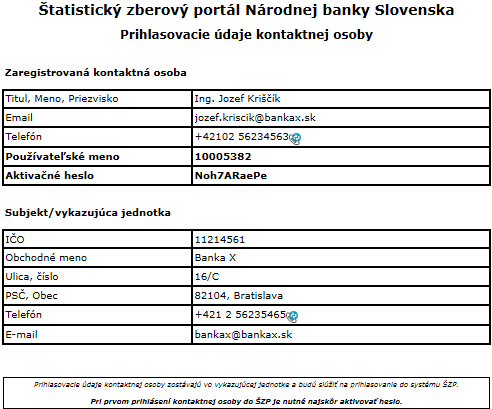 Štatistický zberový portál Národnej banky Slovenska
Prihlasovacie údaje kontaktnej osoby
Zaregistrovaná kontaktná osoba
Titul, Meno, Priezvisko Ing. Jozef Kriščík
Email jozef.kriscik@bankax.sk
Telefón +42102 56234563
Používateľské meno 10005382
Aktivačné heslo Noh7ARaePe
Subjekt/vykazujúca jednotka
IČO 11214561
Obchodné meno Banka X
Ulica, číslo 16/C
PSČ, Obec 82104, Bratislava
Telefón +421 2 56235465
E-mail bankax@bankax.sk
Prihlasovacie údaje kontaktnej osoby zostávajú vo vykazujúcej jednotke a budú slúžiť na prihlasovanie do systému ŠZP.
Pri prvom prihlásení kontaktnej osoby do ŠZP je nutné najskôr aktivovať heslo.